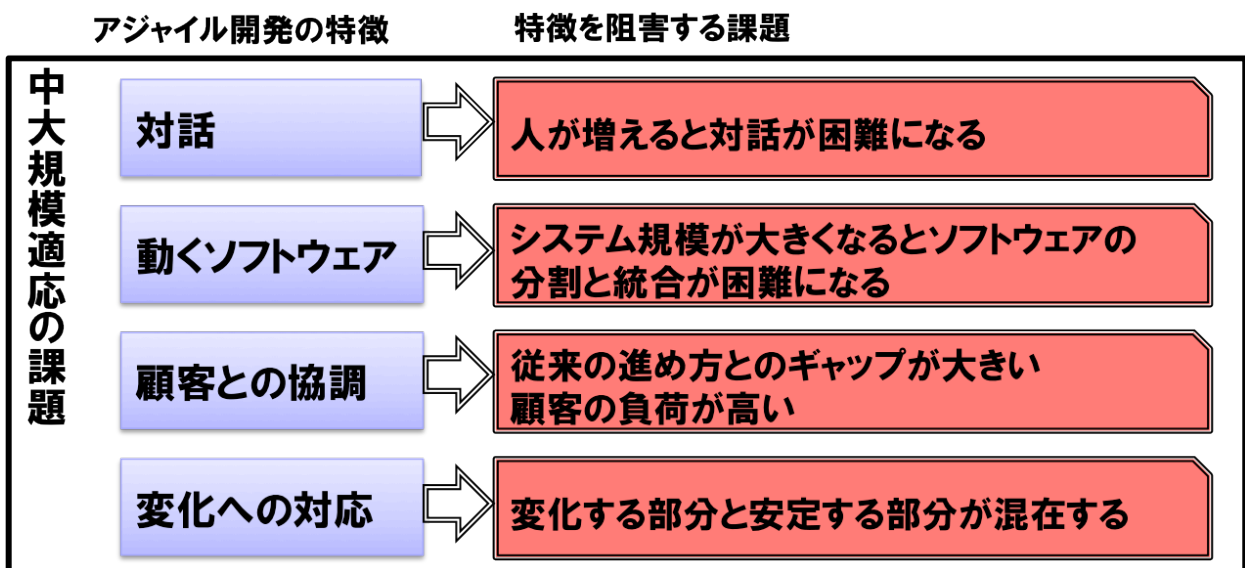 アジャイル開発の特徴
特徴を阻害する課題
中大規模適応の課題
対話
人が増えると対話が困難になる
動くソフトウェア
システム規模が大きくなるとソフトウェアの
分割と統合が困難になる
顧客との協調
従来の進め方とのギャップが大きい
顧客の負荷が高い
変化への対応
変化する部分と安定する部分が混在する